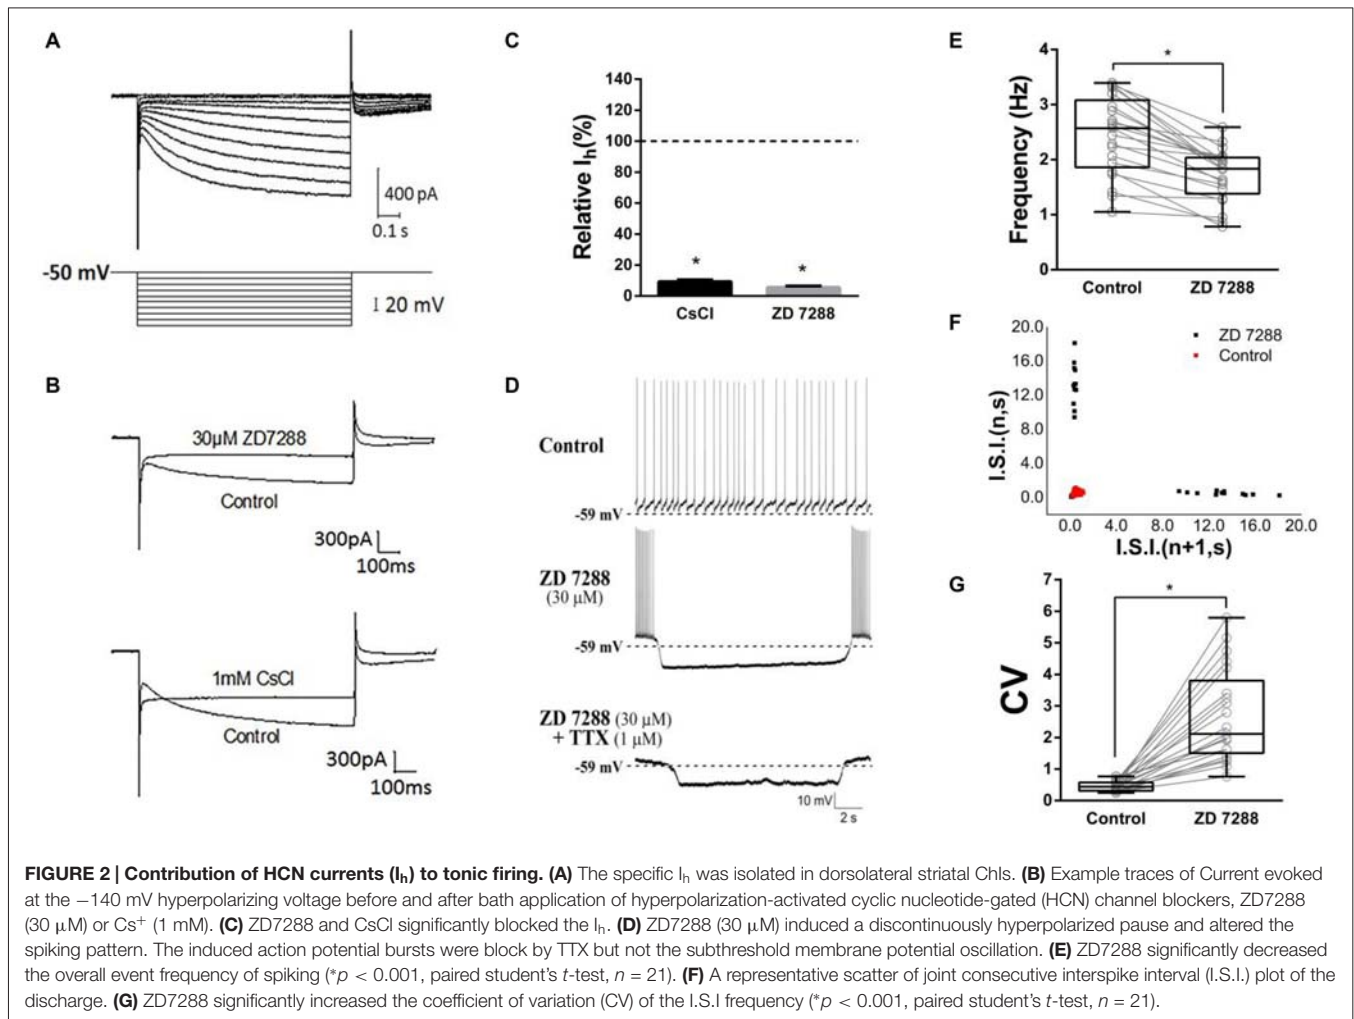 A
400 pA
0.1 s
-50 mV
20 mV
B
30µM ZD7288
Control
300pA
100ms
1mM CsCl
Control
300pA
100ms
C
Relative Ih(%)
140
120
100
80
60
40
20
0
*
*
CsCl
ZD 7288
D
Control
-59 mV
ZD 7288
(30 µM)
-59 mV
ZD 7288 (30 µM)
+ TTX (1 µM)
-59 mV
10 mV
2 s
E
Frequency (Hz)
4
3
2
1
0
*
Control
ZD 7288
F
I.S.I.(n,s)
20.0
16.0
12.0
8.0
4.0
0.0
ZD 7288
Control
0.0 4.0 8.0 12.0 16.0 20.0
I.S.I.(n+1,s)
G
CV
7
6
5
4
3
2
1
0
*
Control
ZD 7288
FIGURE 2 | Contribution of HCN currents (Ih) to tonic firing. (A) The specific Ih was isolated in dorsolateral striatal ChIs. (B) Example traces of Current evoked
at the −140 mV hyperpolarizing voltage before and after bath application of hyperpolarization-activated cyclic nucleotide-gated (HCN) channel blockers, ZD7288
(30 µM) or Cs+ (1 mM). (C) ZD7288 and CsCl significantly blocked the Ih. (D) ZD7288 (30 µM) induced a discontinuously hyperpolarized pause and altered the
spiking pattern. The induced action potential bursts were block by TTX but not the subthreshold membrane potential oscillation. (E) ZD7288 significantly decreased
the overall event frequency of spiking (*p < 0.001, paired student's t-test, n = 21). (F) A representative scatter of joint consecutive interspike interval (I.S.I.) plot of the
discharge. (G) ZD7288 significantly increased the coefficient of variation (CV) of the I.S.I frequency (*p < 0.001, paired student's t-test, n = 21).